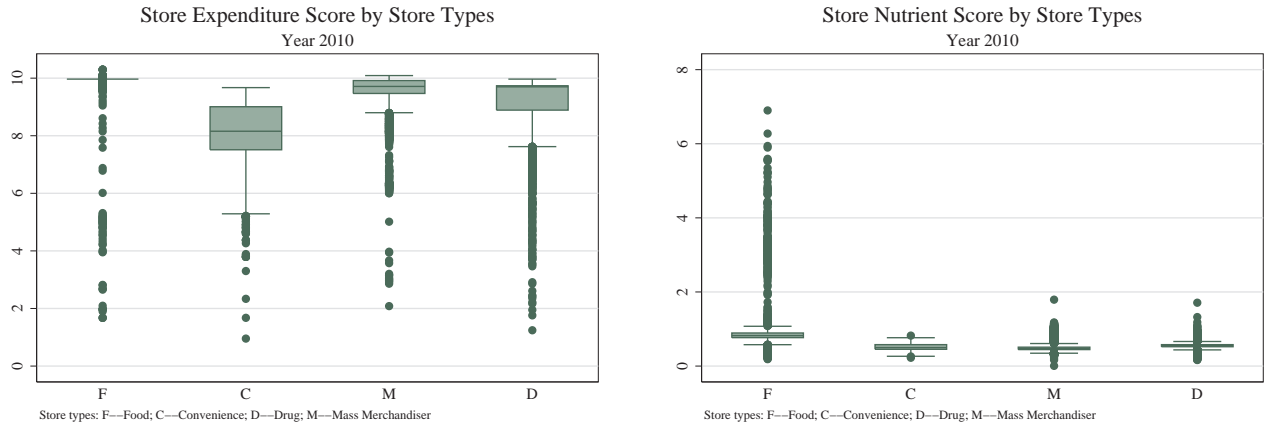 Store Expenditure Score by Store Types
Year 2010
10
8
6
4
2
0
F
C
M
D
Store types: F––Food; C––Convenience; D––Drug; M––Mass Merchandiser
Store Nutrient Score by Store Types
Year 2010
8
6
4
2
0
F
C
M
D
Store types: F––Food; C––Convenience; D––Drug; M––Mass Merchandiser